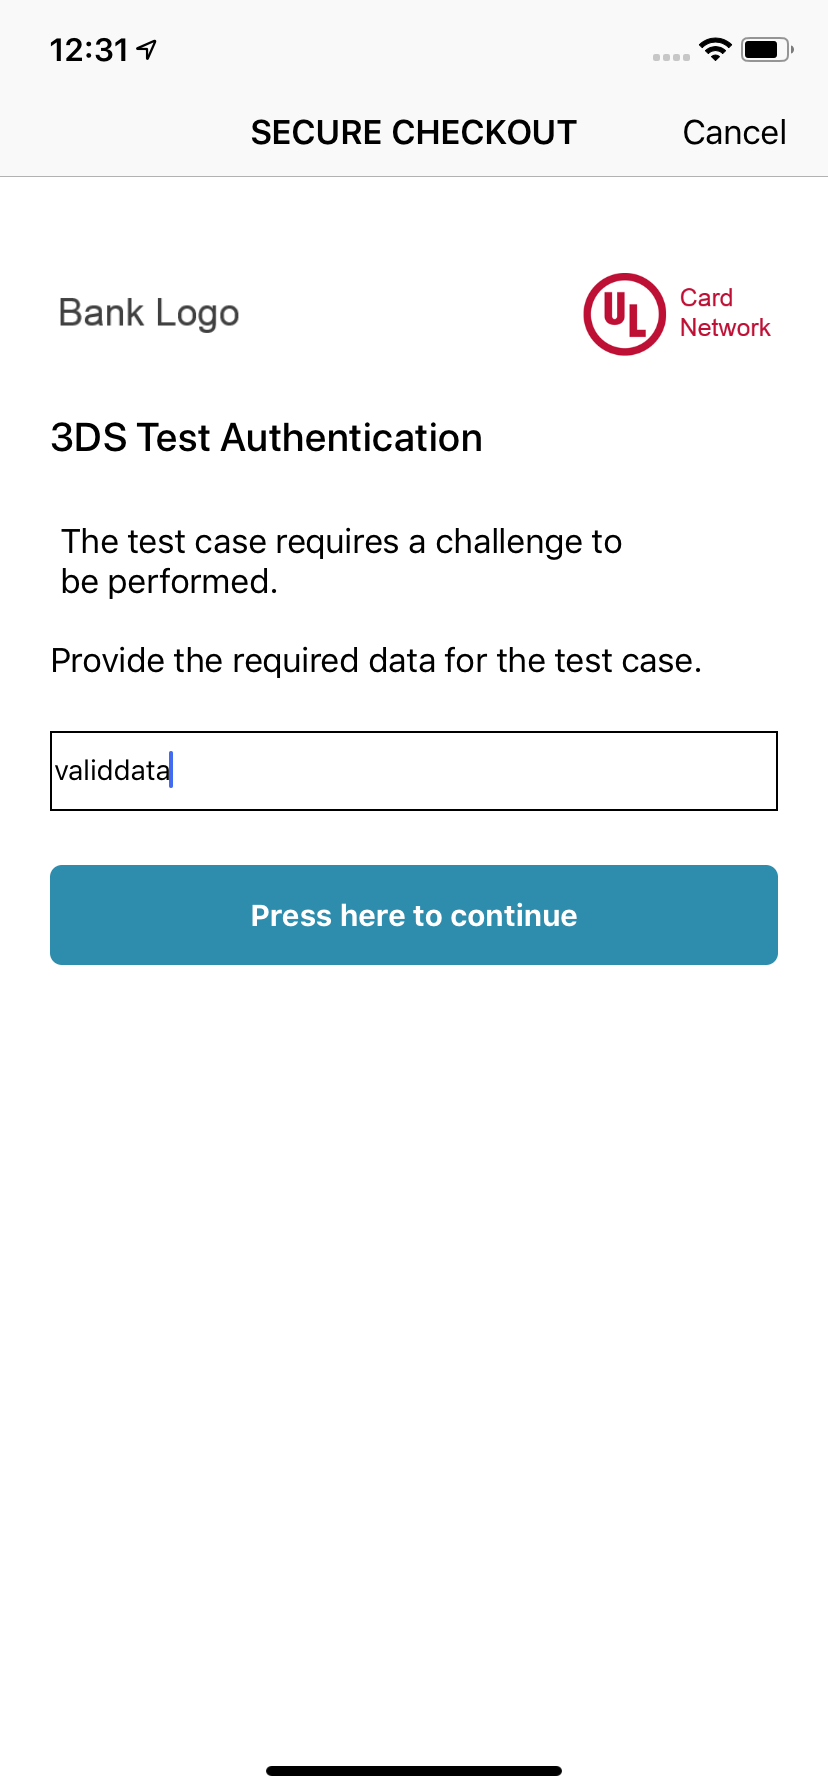 12:31
SECURE CHECKOUT
Cancel
Bank Logo
UL
Card
Network
3DS Test Authentication
The test case requires a challenge to
be performed.
Provide the required data for the test case.
validdata
Press here to continue